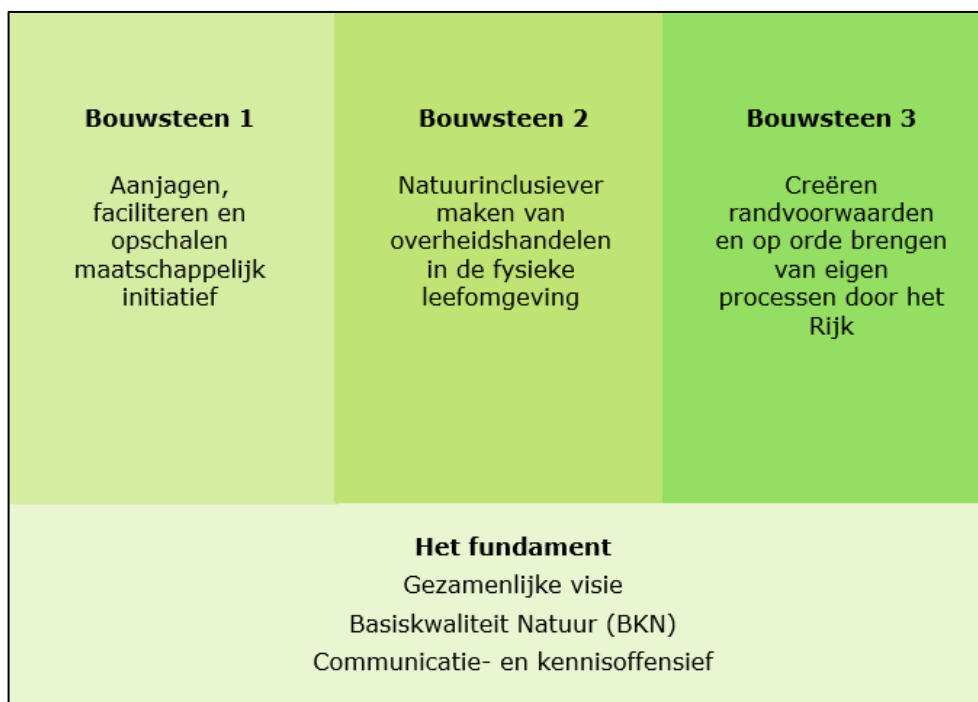 Bouwsteen 1
Aanjagen,
faciliteren en
opschalen
maatschappelijk
initiatief
Bouwsteen 2
Natuurinclusiever
maken van
overheidshandelen
in de fysieke
leefomgeving
Bouwsteen 3
Creëren
randvoorwaarden
en op orde brengen
van eigen
processen door het
Rijk
Het fundament
Gezamenlijke visie
Basiskwaliteit Natuur (BKN)
Communicatie- en kennisoffensief